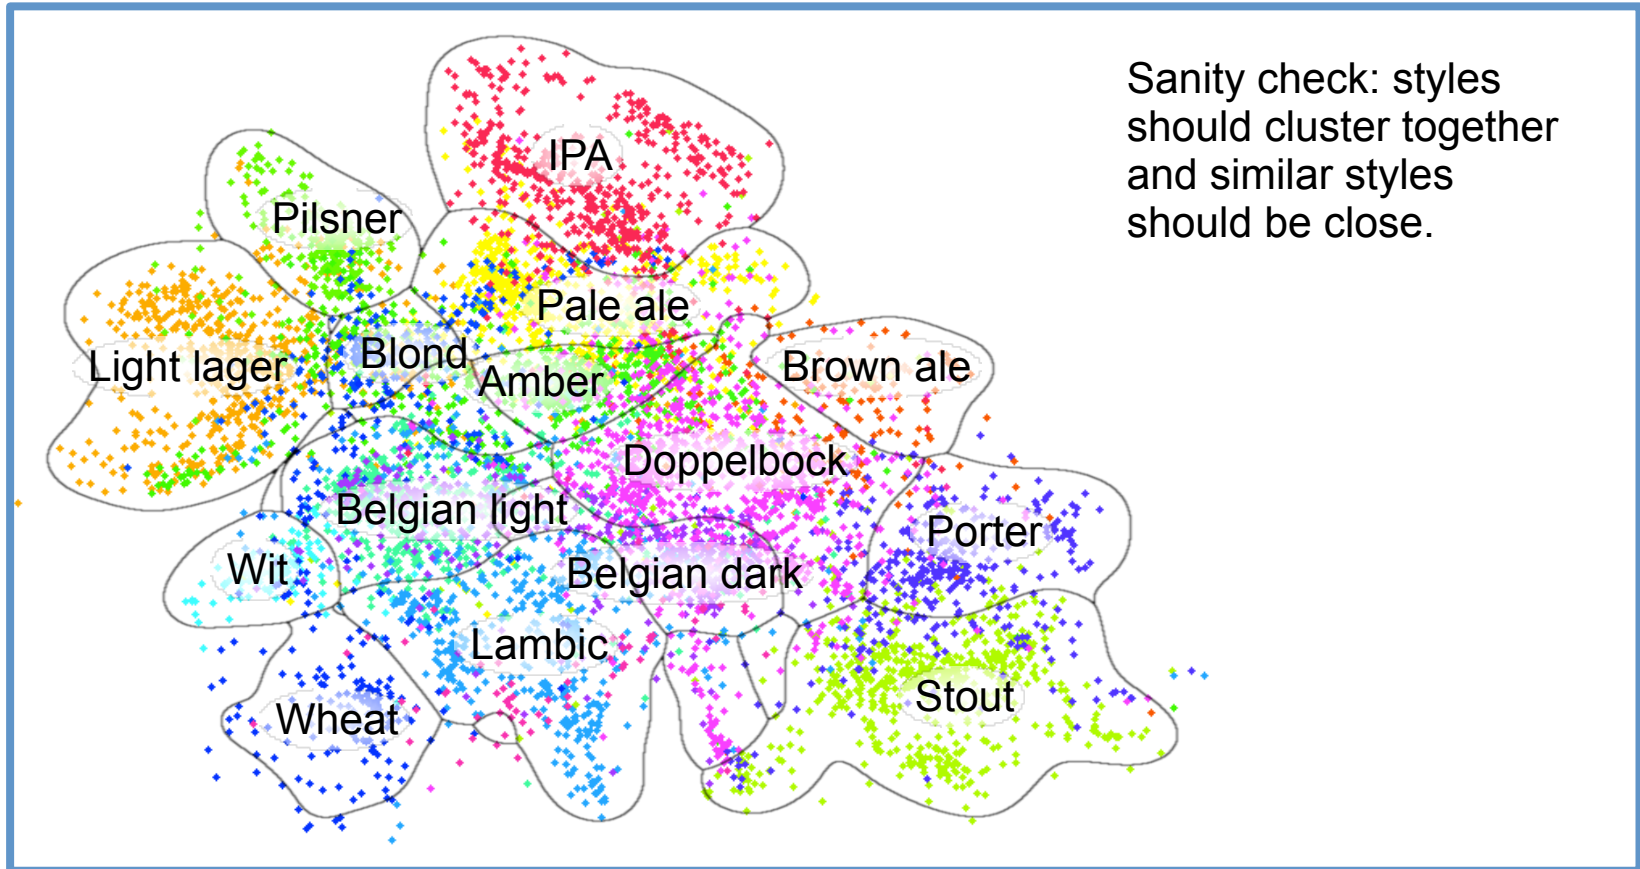 Sanity check: styles
should cluster together
and similar styles
should be close.
IPA
Pilsner
Pale ale
Light lager
Blond
Amber
Brown ale
Doppelbock
Belgian light
Porter
Wit
Belgian dark
Lambic
Stout
Wheat